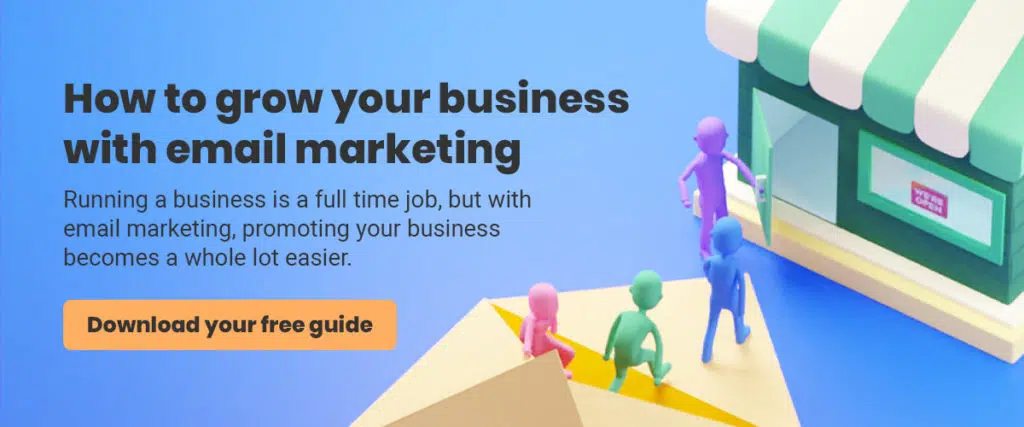 How to grow your business
with email marketing
Running a business is a full time job, but with
email marketing, promoting your business
becomes a whole lot easier.
Download your free guide
WE'RE
OPEN